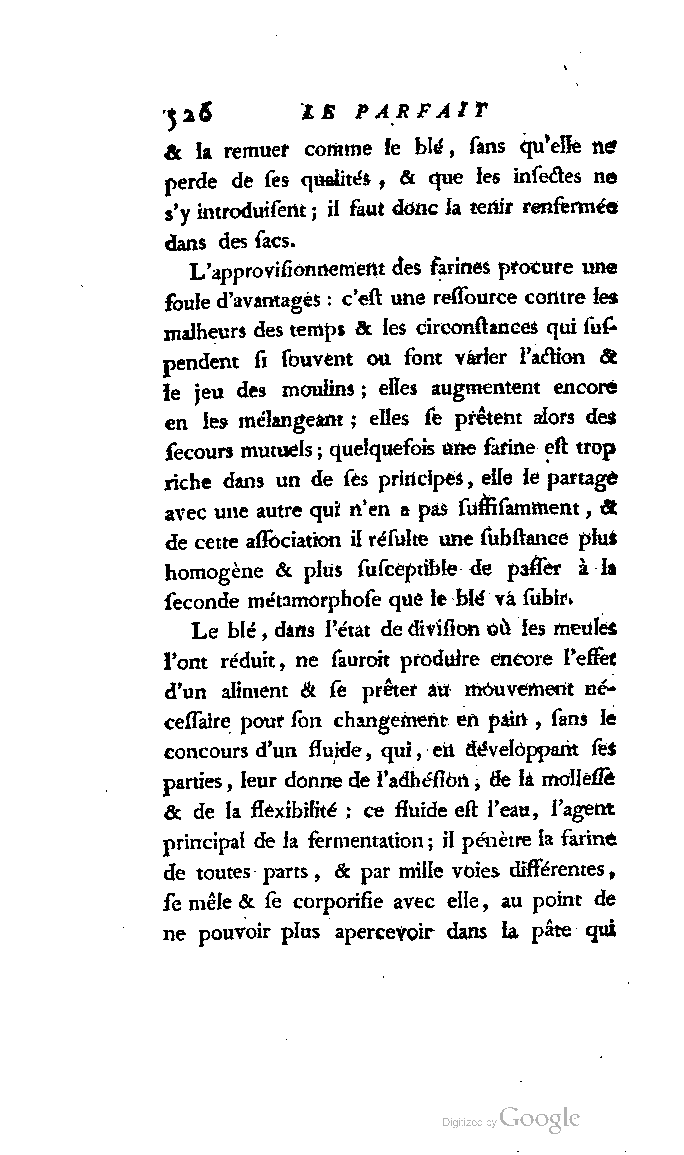 326 LE PARFAIT
& la remuer comme le blé, ſans qu'elle ne
perde de ſes qualités, & que les inſectes ne
s'y introduiſent; il faut donc la tenir renfermée
dans des ſacs.
L'approviſionnement des farines procure une
foule d'avantages : c'eſt une reſſource contre les
malheurs des temps & les circonſtances qui ſuſ-
pendent ſi ſouvent ou font varier l'action &
le jeu des moulins; elles augmentent encore
en les mélangeant; elles ſe prêtent alors des
ſecours mutuels; quelquefois une farine eſt trop
riche dans un de ſes principes, elle le partage
avec une autre qui n'en a pas ſuffiſamment, &
de cette aſſociation il réſulte une ſubſtance plus
homogène & plus ſuſceptible de paſſer à la
ſeconde métamorphoſe que le blé va ſubir.
Le blé, dans l'état de diviſion où les meules
l'ont réduit, ne ſauroit produire encore l'effet
d'un aliment & ſe prêter au mouvement né-
ceſſaire pour ſon changement en pain, ſans le
concours d'un fluide, qui, en développant ſes
parties, leur donne de l'adhéſion, de la molleſſe
& de la fléxibilité : ce fluide eſt l'eau, l'agent
principal de la fermentation; il pénètre la farine
de toutes parts, & par mille voies différentes,
ſe mêle & ſe corporifie avec elle, au point de
ne pouvoir plus apercevoir dans la pâte qui
Digitized by Google